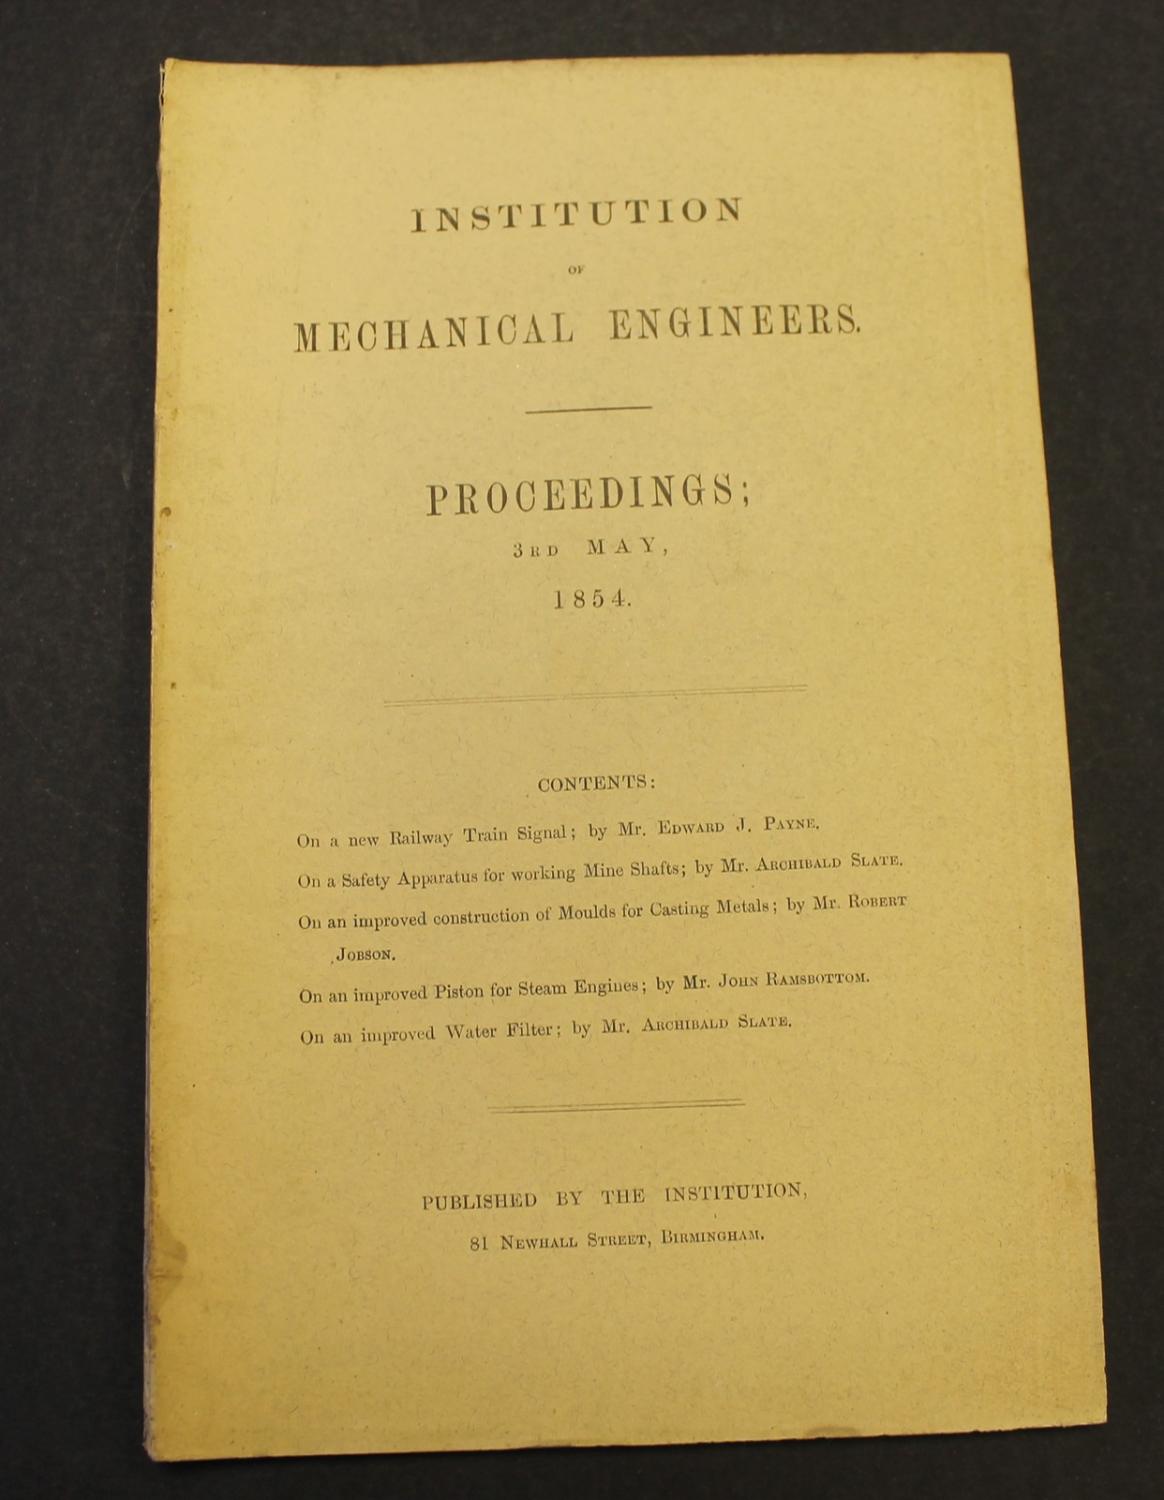 INSTITUTION
OF
MECHANICAL ENGINEERS.
PROCEEDINGS;
3RD MAY,
1854.
CONTENTS:
On a new Railway Train Signal; by Mr. EDWARD J. PAYNE.
On a Safety Apparatus for working Mine Shafts; by Mr. ARCHIBALD SLATE.
On an improved construction of Moulds for Casting Metals; by Mr. ROBERT
JOBSON.
On an improved Piston for Steam Engines; by Mr. JOHN RAMSBOTTOM.
On an improved Water Filter; by Mr. ARCHIBALD SLATE.
PUBLISHED BY THE INSTITUTION,
81 NEWHALL STREET, BIRMINGHAM.